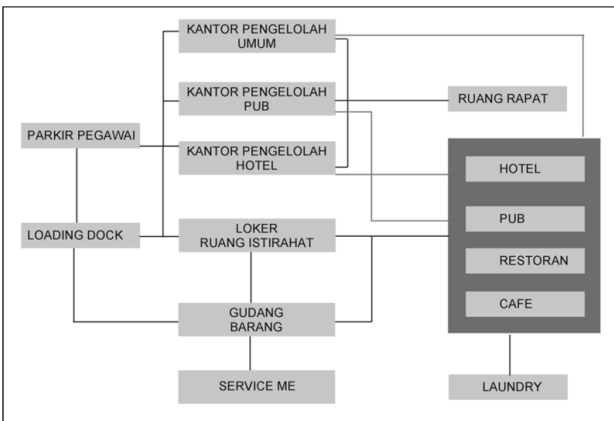 KANTOR PENGELOLAH
UMUM
KANTOR PENGELOLAH
PUB
RUANG RAPAT
PARKIR PEGAWAI
KANTOR PENGELOLAH
HOTEL
HOTEL
PUB
LOADING DOCK
LOKER
RUANG ISTIRAHAT
RESTORAN
CAFE
GUDANG
BARANG
SERVICE ME
LAUNDRY